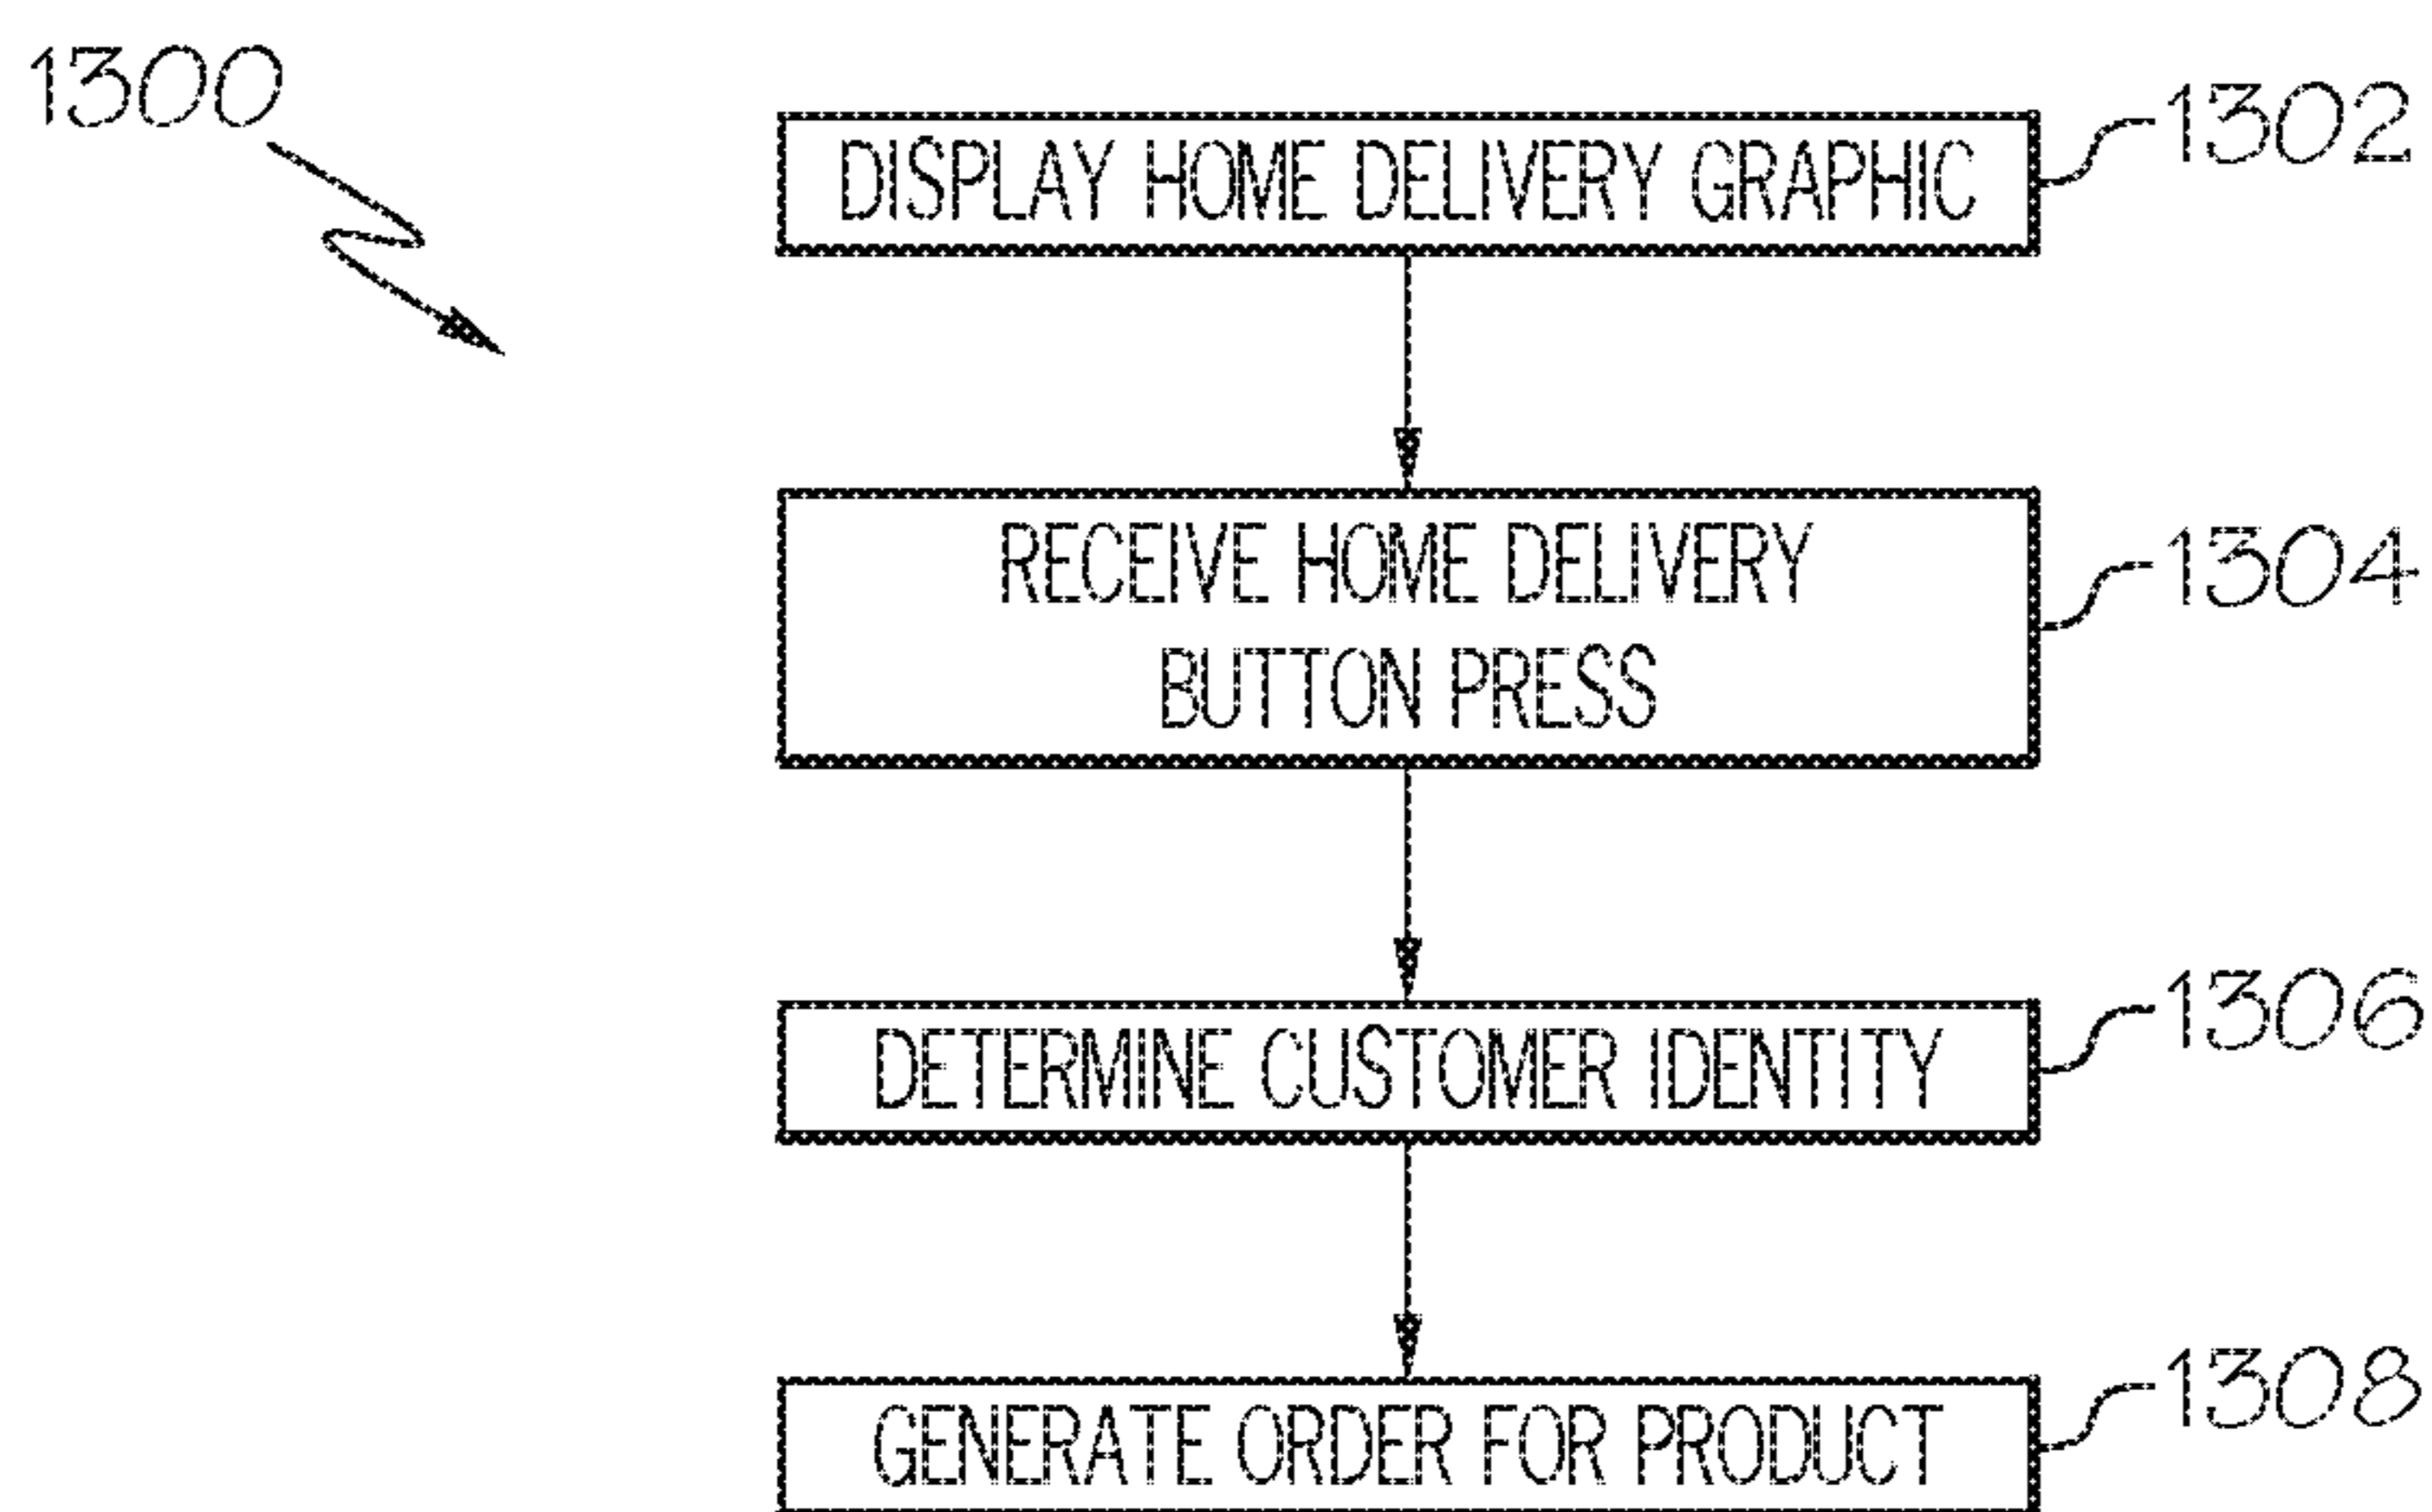 1300
DISPLAY HOME DELIVERY GRAPHIC
1302
RECEIVE HOME DELIVERY
BUTTON PRESS
1304
DETERMINE CUSTOMER IDENTITY
1306
GENERATE ORDER FOR PRODUCT
1308